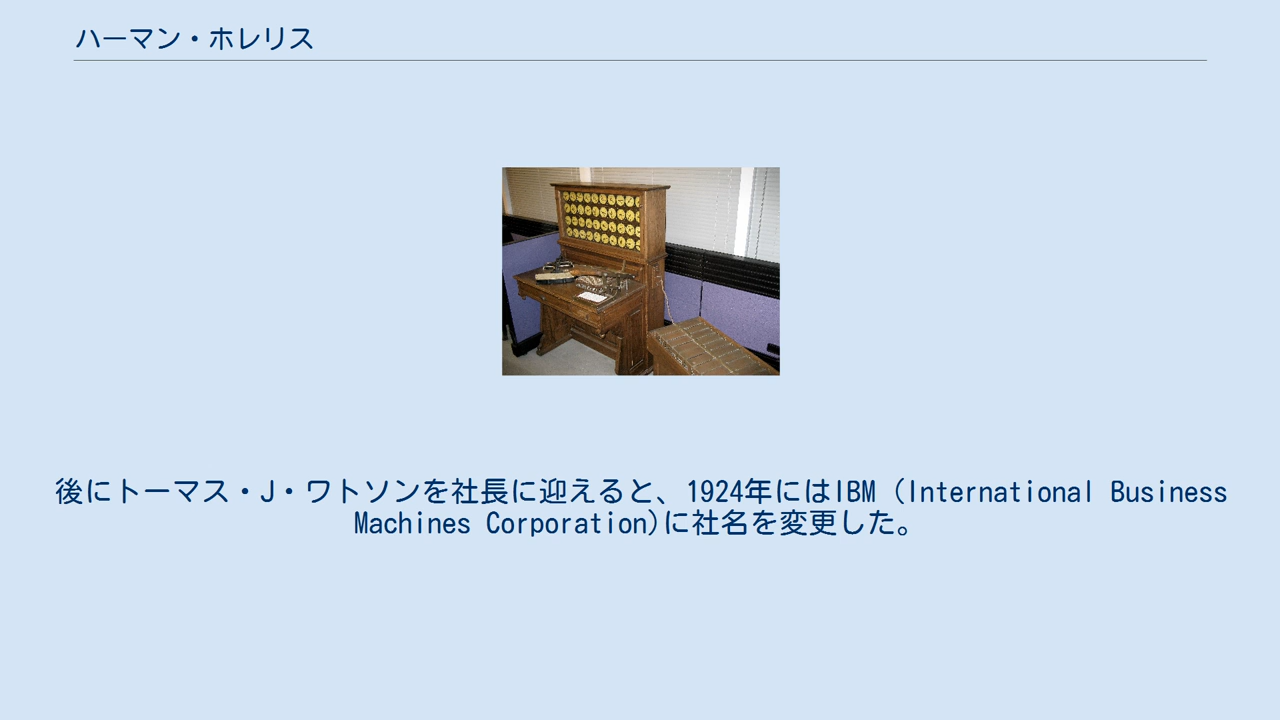 ハーマン・ホレリス
後にトーマス・J・ワトソンを社長に迎えると、1924年にはIBM (International Business
Machines Corporation)に社名を変更した。